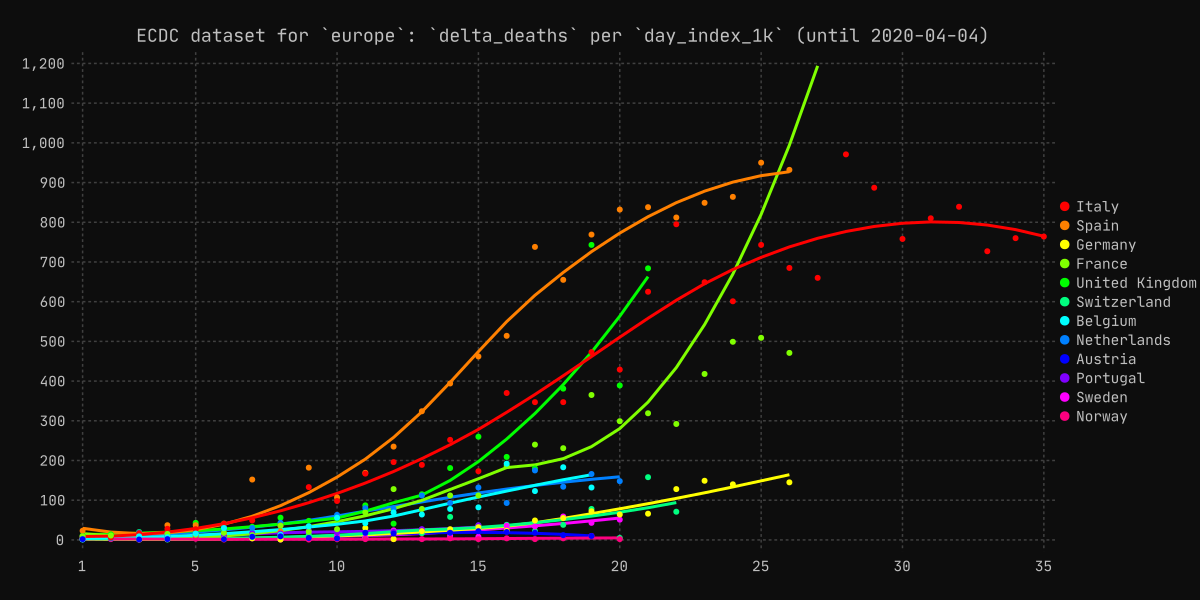 ECDC dataset for `europe`: `delta_deaths` per `day_index_1k` (until 2020-04-04)
1,200
1,100
1,000
900
800
700
600
500
400
300
200
100
0
1 5 10 15 20 25 30 35
Italy
Spain
Germany
France
United Kingdom
Switzerland
Belgium
Netherlands
Austria
Portugal
Sweden
Norway